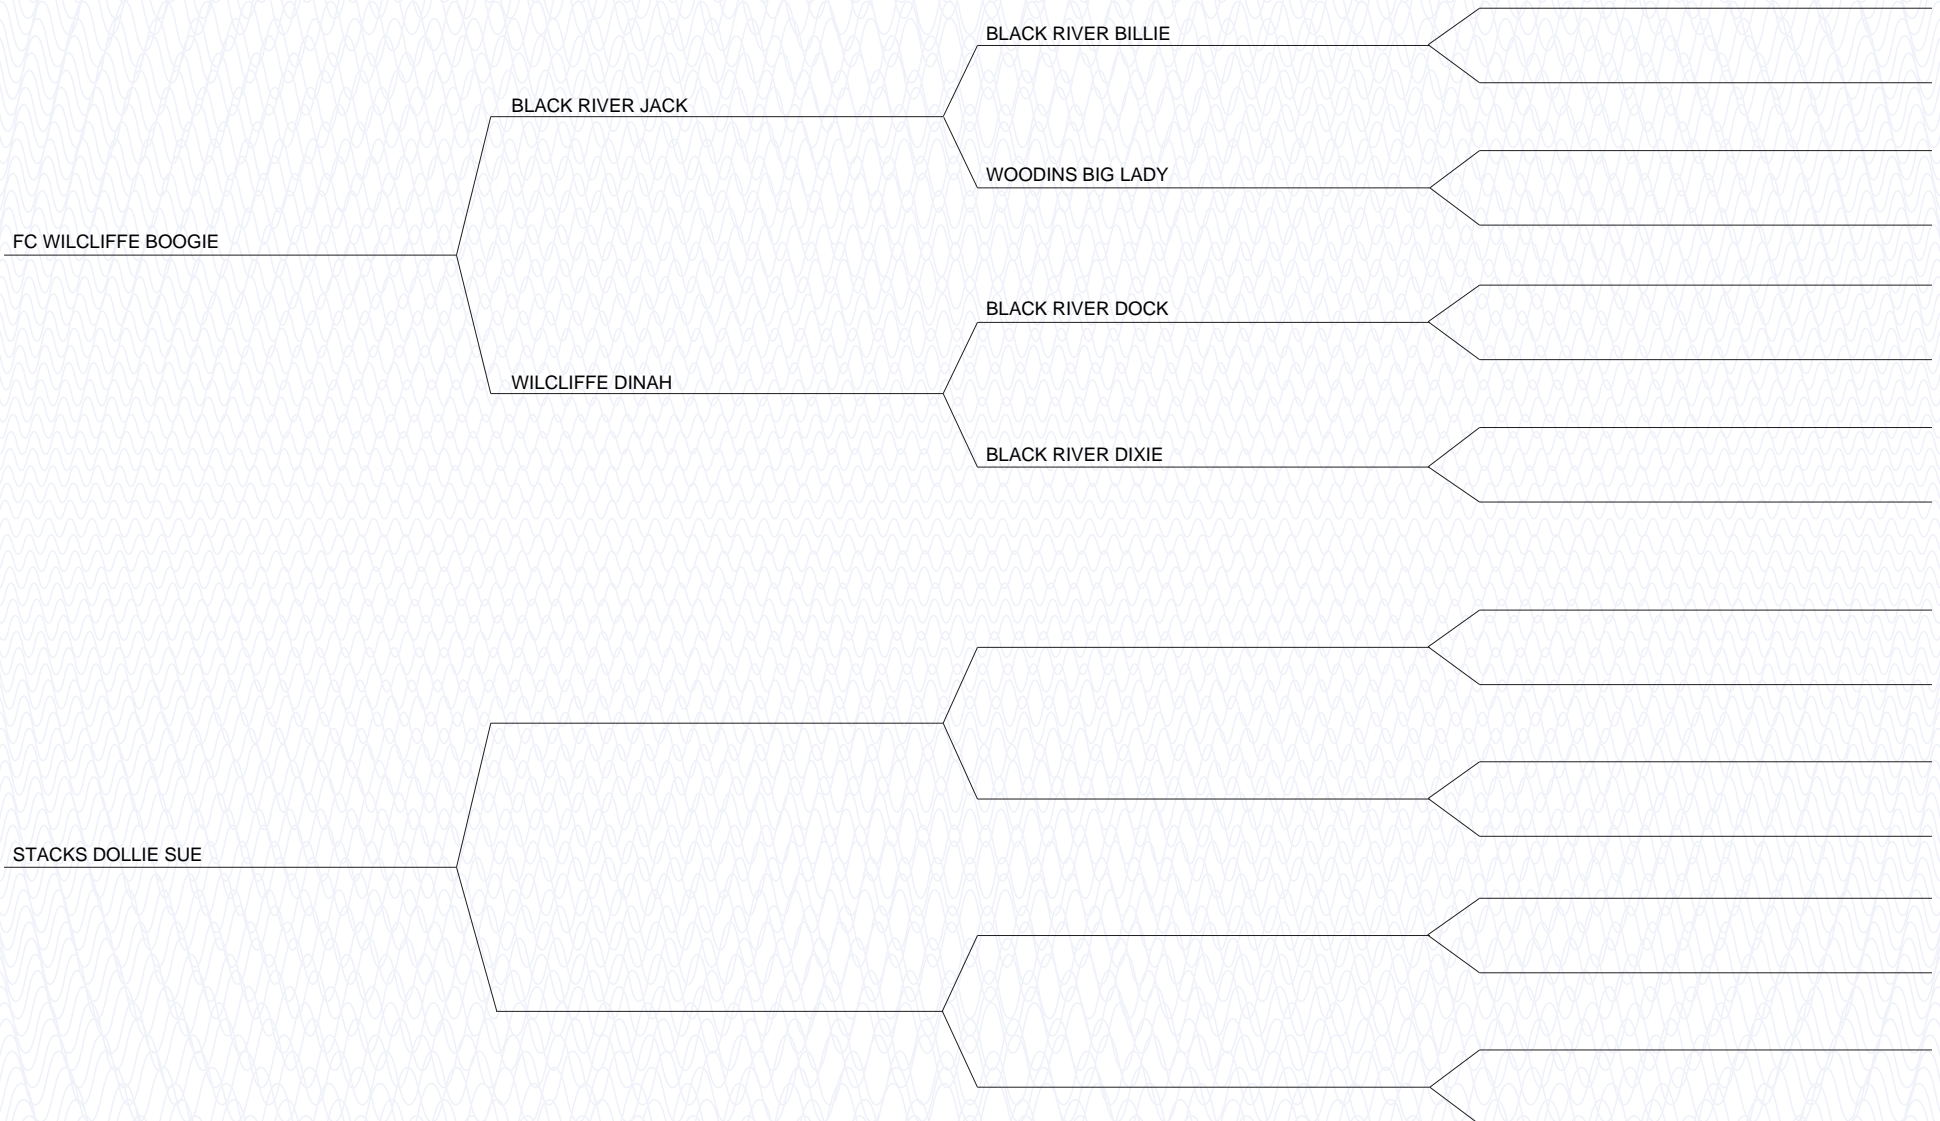 BLACK RIVER BILLIE
BLACK RIVER JACK
WOODINS BIG LADY
FC WILCLIFFE BOOGIE
BLACK RIVER DOCK
WILCLIFFE DINAH
BLACK RIVER DIXIE
STACKS DOLLIE SUE